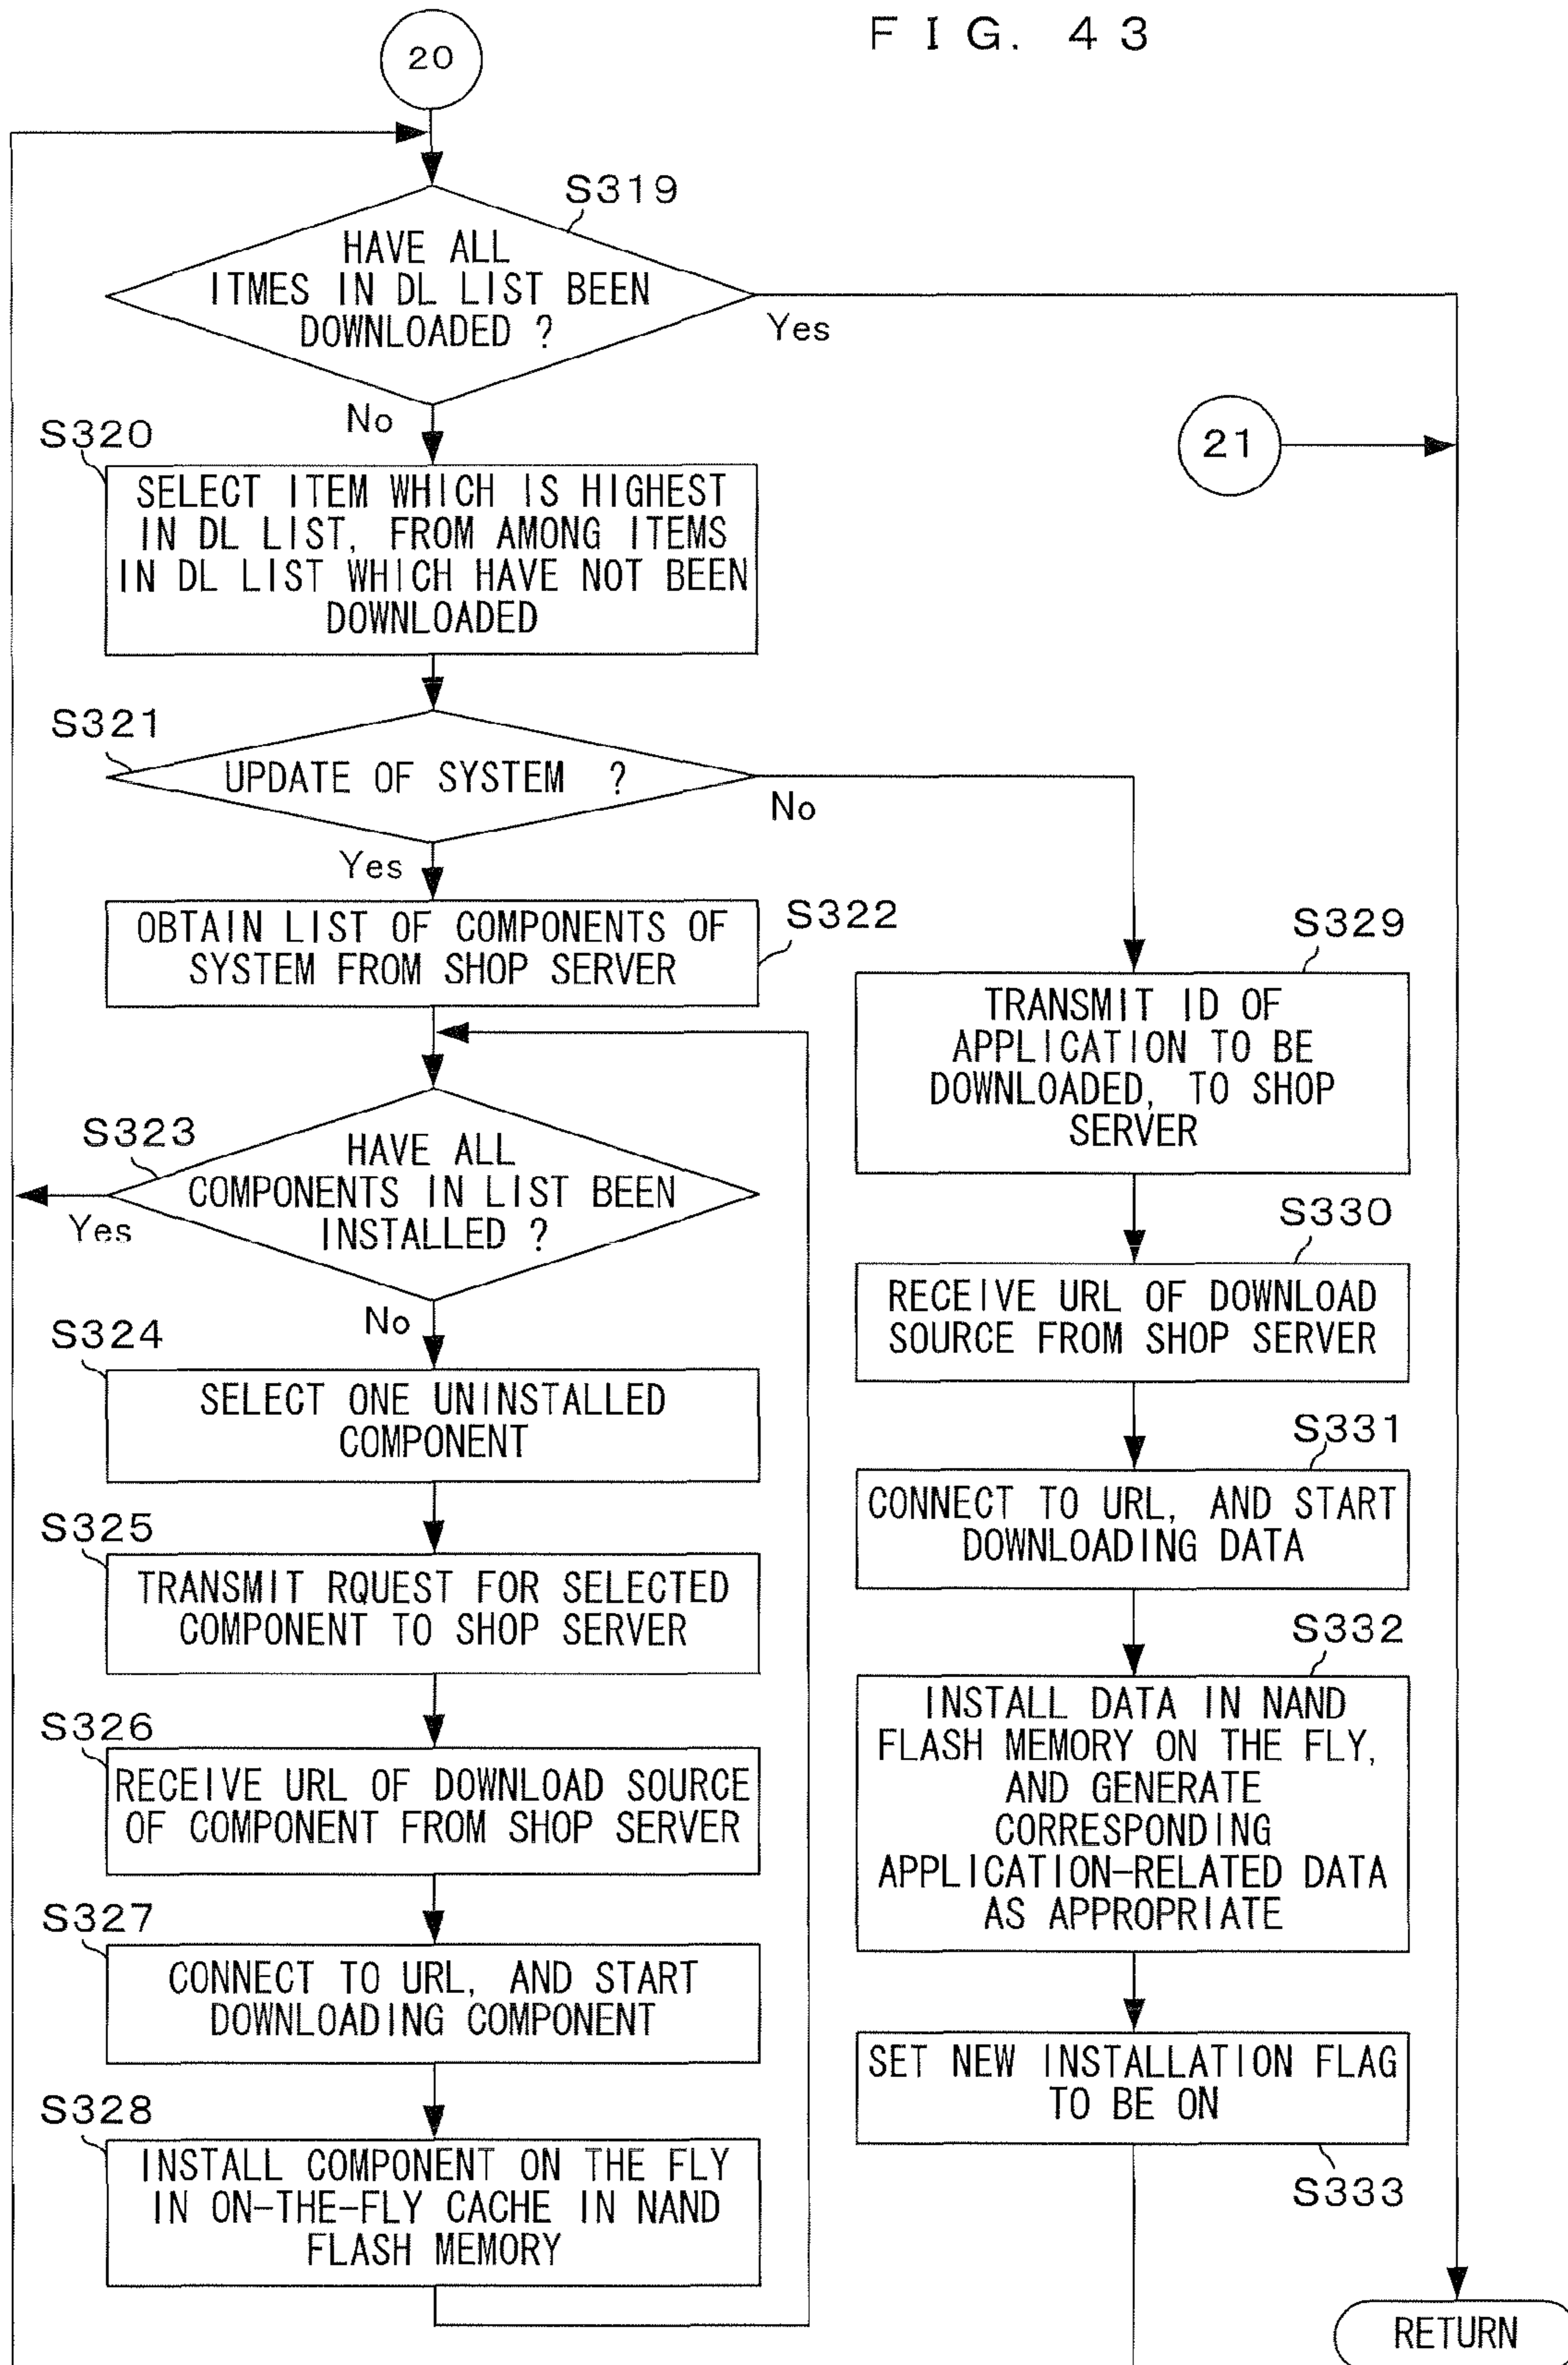 FIG. 43
20
S319
HAVE ALL
ITMES IN DL LIST BEEN
DOWNLOADED ?
Yes
No
21
S320
SELECT ITEM WHICH IS HIGHEST
IN DL LIST, FROM AMONG ITEMS
IN DL LIST WHICH HAVE NOT BEEN
DOWNLOADED
S321
UPDATE OF SYSTEM ?
No
Yes
S322
OBTAIN LIST OF COMPONENTS OF
SYSTEM FROM SHOP SERVER
S323
HAVE ALL
COMPONENTS IN LIST BEEN
INSTALLED ?
Yes
No
S324
SELECT ONE UNINSTALLED
COMPONENT
S325
TRANSMIT RQUEST FOR SELECTED
COMPONENT TO SHOP SERVER
S326
RECEIVE URL OF DOWNLOAD SOURCE
OF COMPONENT FROM SHOP SERVER
S327
CONNECT TO URL, AND START
DOWNLOADING COMPONENT
S328
INSTALL COMPONENT ON THE FLY
IN ON-THE-FLY CACHE IN NAND
FLASH MEMORY
S329
TRANSMIT ID OF
APPLICATION TO BE
DOWNLOADED, TO SHOP
SERVER
S330
RECEIVE URL OF DOWNLOAD
SOURCE FROM SHOP SERVER
S331
CONNECT TO URL, AND START
DOWNLOADING DATA
S332
INSTALL DATA IN NAND
FLASH MEMORY ON THE FLY,
AND GENERATE
CORRESPONDING
APPLICATION-RELATED DATA
AS APPROPRIATE
SET NEW INSTALLATION FLAG
TO BE ON
S333
RETURN